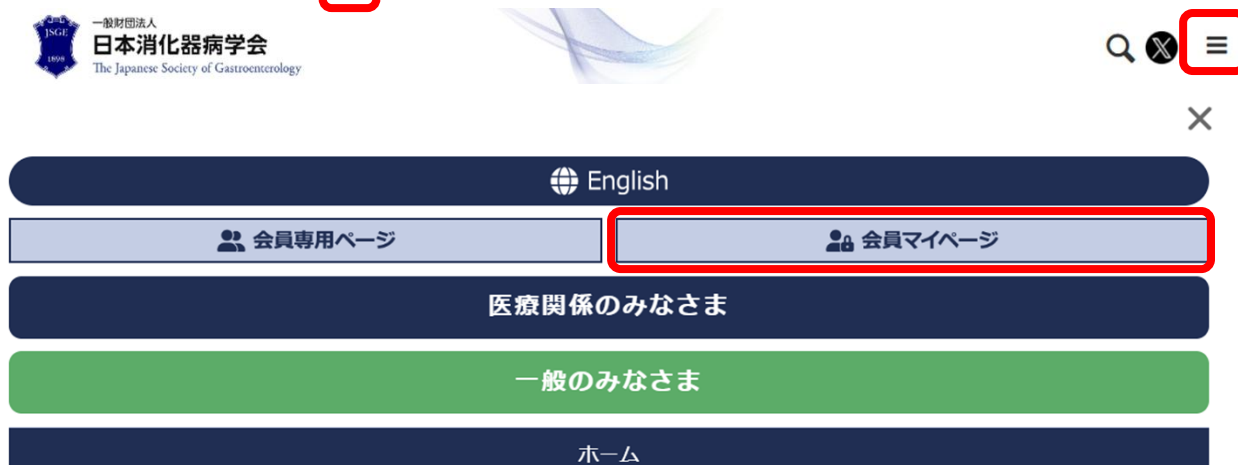 JSGE
1898
一般財団法人
日本消化器病学会
The Japanese Society of Gastroenterology
English
会員専用ページ
会員マイページ
医療関係のみなさま
一般のみなさま
ホーム